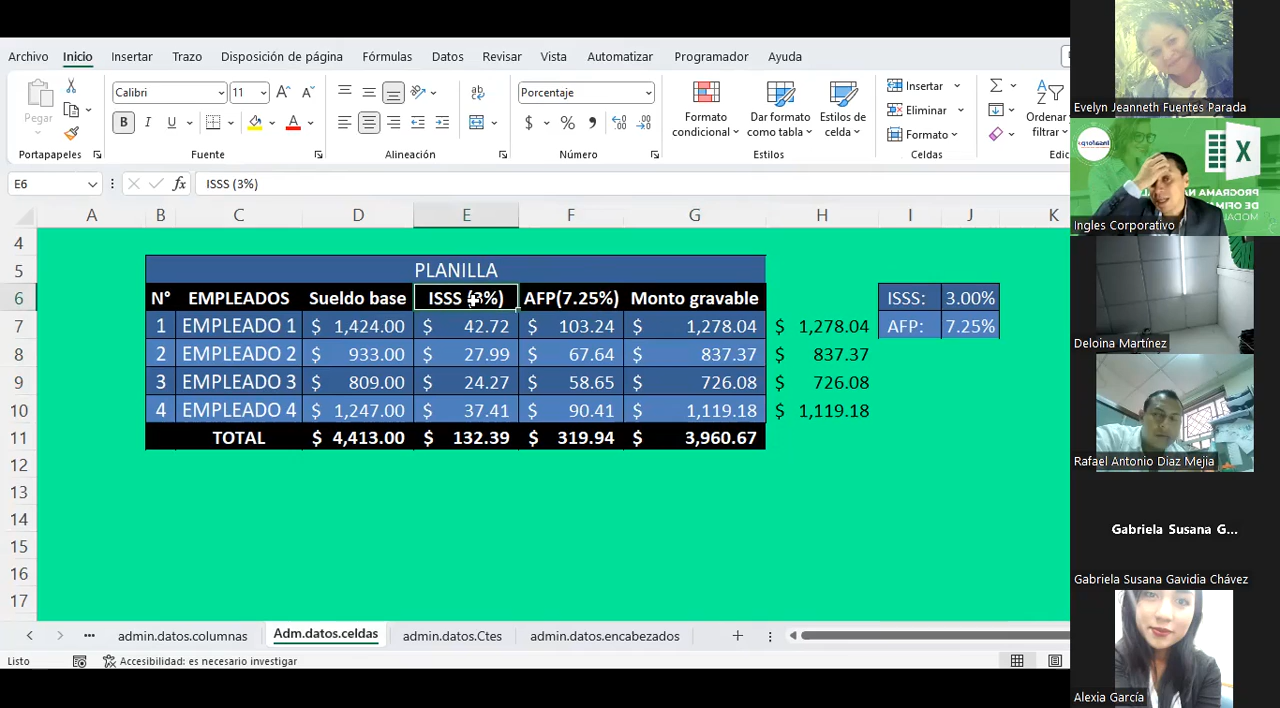 Archivo Inicio Insertar Trazo Disposición de página Fórmulas Datos Revisar Vista Automatizar Programador Ayuda
Pegar
Calibri 11
N K S
Porcentaje
$ % 
Formato condicional
Dar formato como tabla
Estilos de celda
Insertar
Eliminar
Formato
Ordenar filtrar
Portapapeles Fuente Alineación Número Estilos Celdas Edic
E6 fx ISSS (3%)
A B C D E F G H I J K
4
5 PLANILLA
6 N° EMPLEADOS Sueldo base ISSS (3%) AFP(7.25%) Monto gravable ISSS: 3.00%
7 1 EMPLEADO 1 $ 1,424.00 $ 42.72 $ 103.24 $ 1,278.04 $ 1,278.04 AFP: 7.25%
8 2 EMPLEADO 2 $ 933.00 $ 27.99 $ 67.64 $ 837.37 $ 837.37
9 3 EMPLEADO 3 $ 809.00 $ 24.27 $ 58.65 $ 726.08 $ 726.08
10 4 EMPLEADO 4 $ 1,247.00 $ 37.41 $ 90.41 $ 1,119.18 $ 1,119.18
11 TOTAL $ 4,413.00 $ 132.39 $ 319.94 $ 3,960.67
12
13
14
15
16
17
admin.datos.columnas Adm.datos.celdas admin.datos.Ctes admin.datos.encabezados
Listo Accesibilidad: es necesario investigar
Evelyn Jeanneth Fuentes Parada
PROGRAMA
DE OFIMA
Ingles Corporativo
Deloina Martínez
Rafael Antonio Diaz Mejia
Gabriela Susana G...
Gabriela Susana Gavidia Chávez
Alexia García